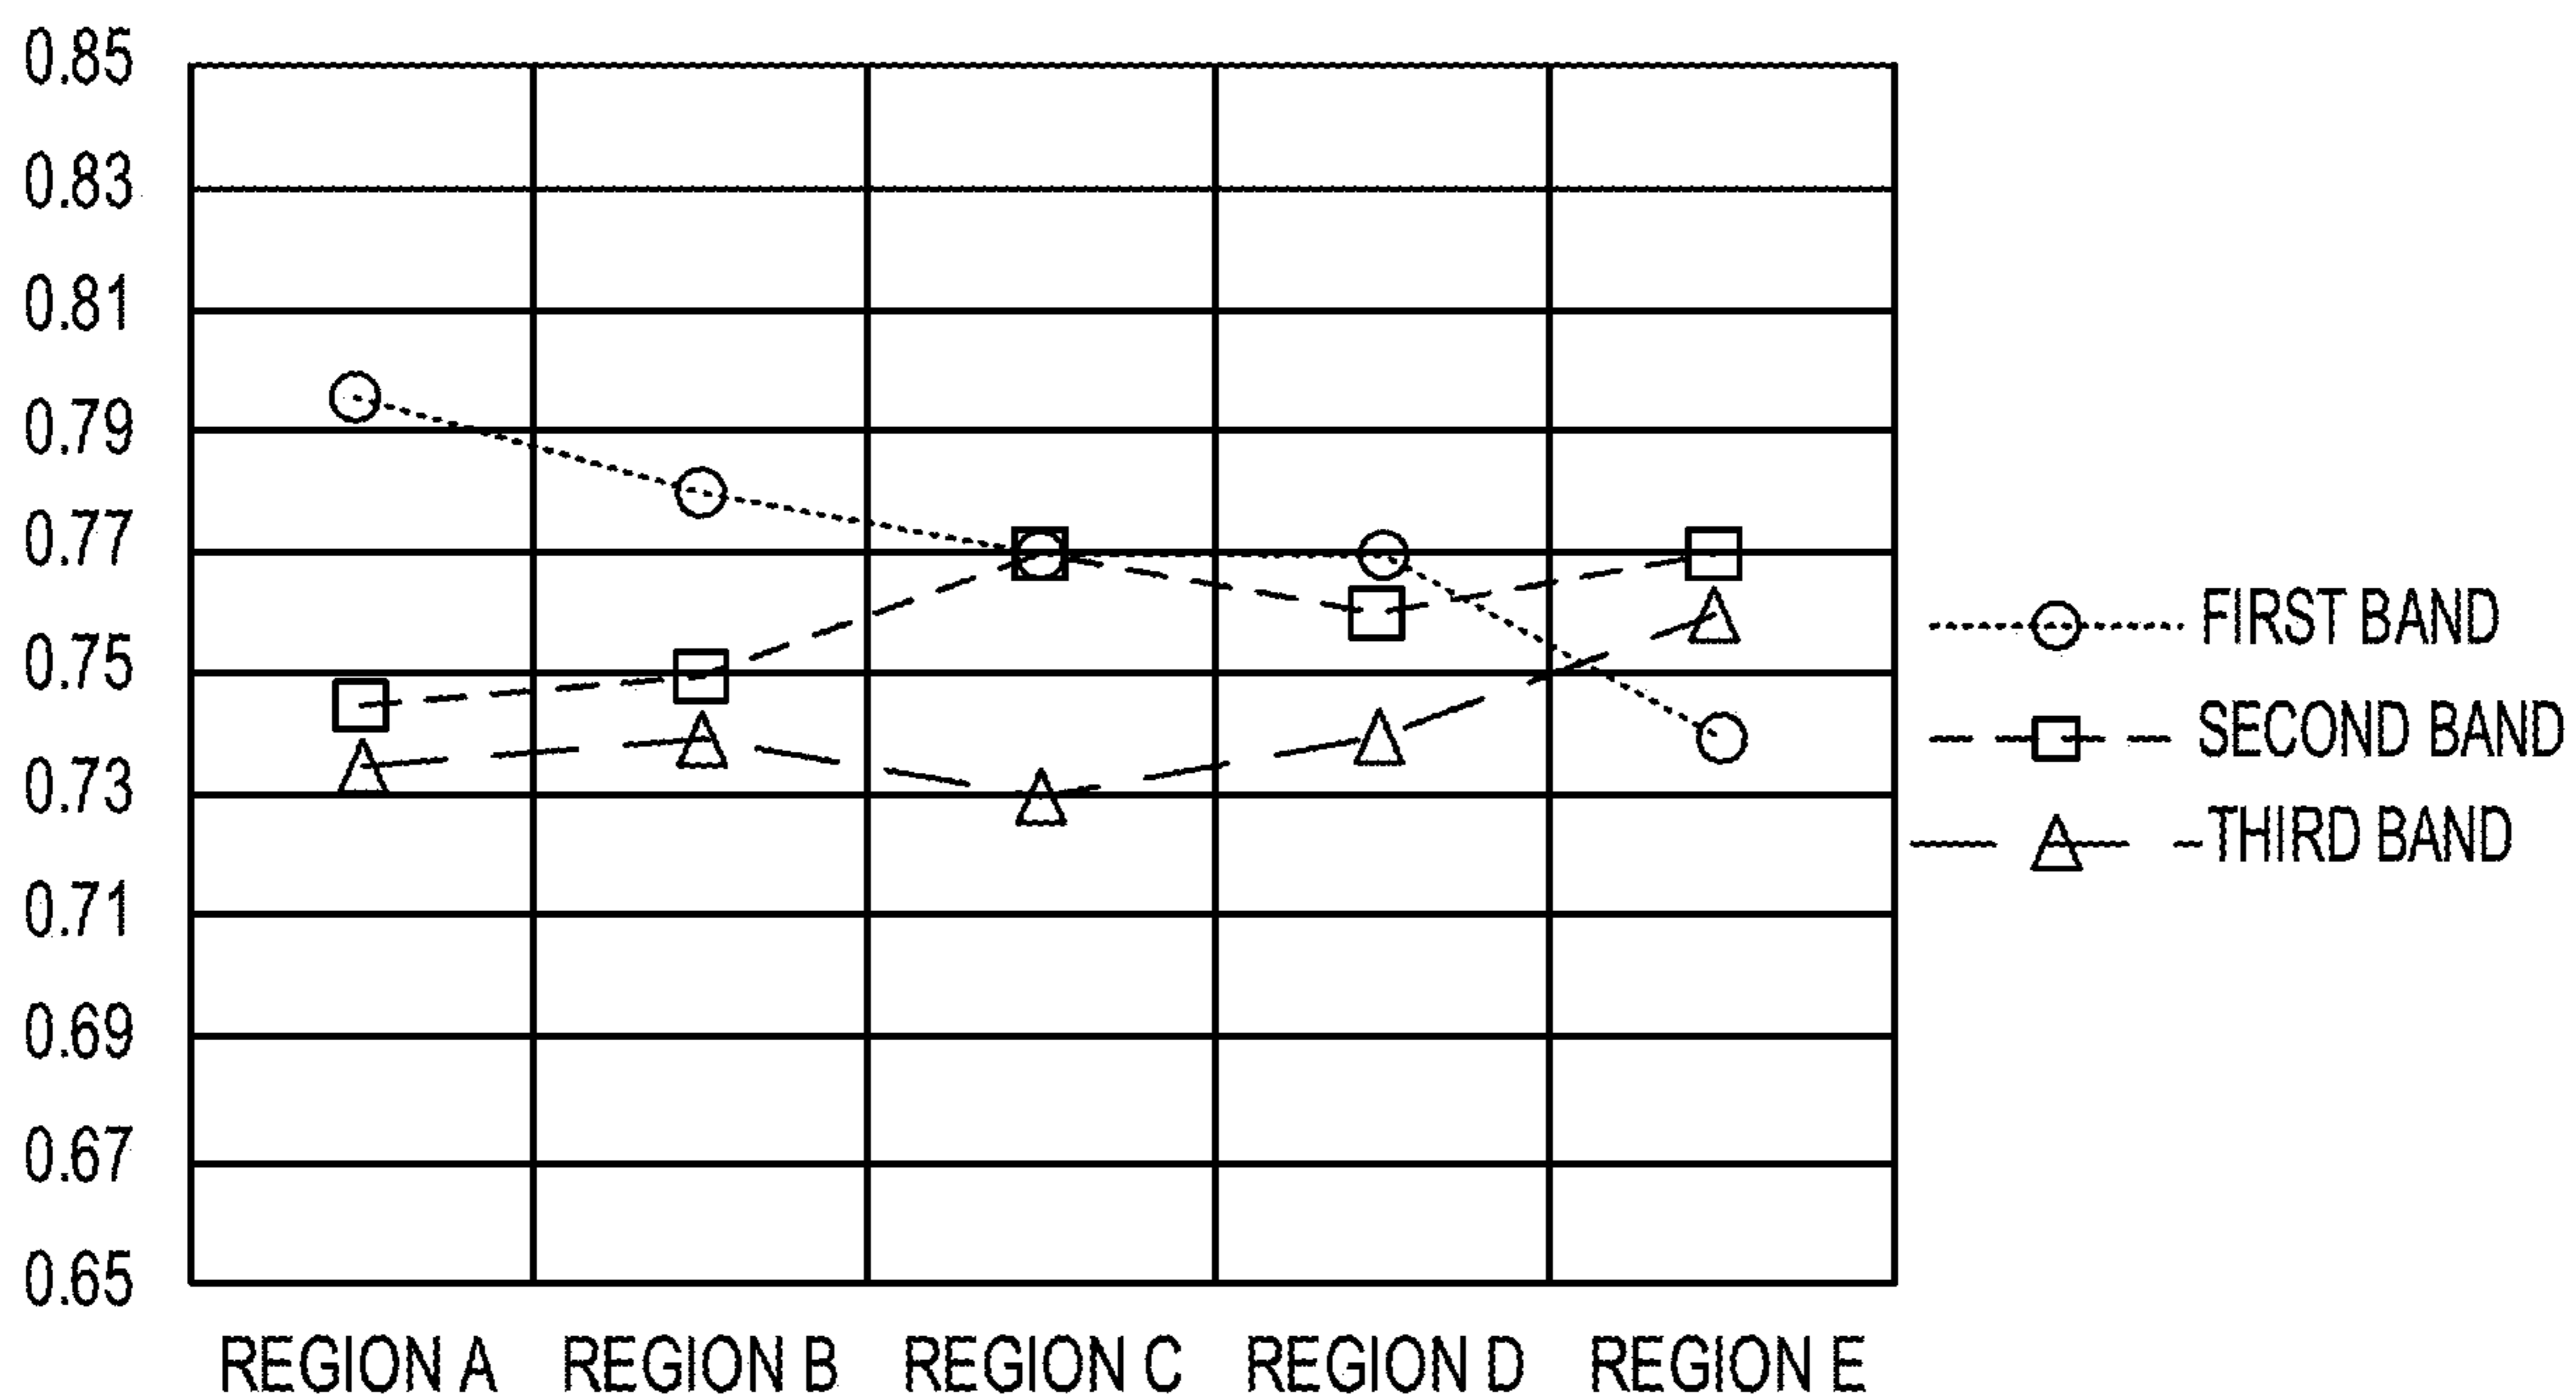 0.85
0.83
0.81
0.79
0.77
0.75
0.73
0.71
0.69
0.67
0.65
REGION A REGION B REGION C REGION D REGION E
FIRST BAND
SECOND BAND
THIRD BAND